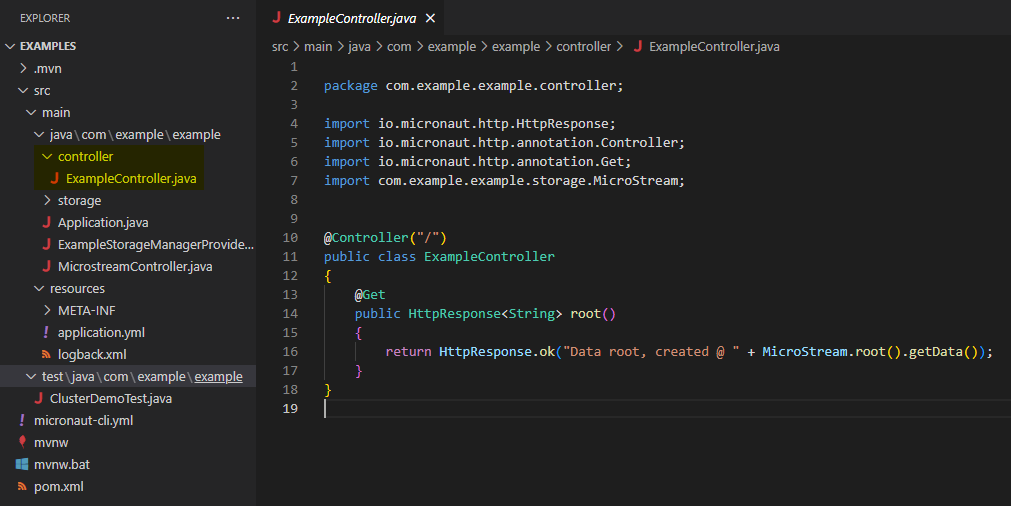 EXPLORER
···
EXAMPLES
.mvn
src
main
java\com\example\example
controller
ExampleController.java
storage
Application.java
ExampleStorageManagerProvide...
MicrostreamController.java
resources
META-INF
application.yml
logback.xml
test\java\com\example\example
ClusterDemoTest.java
micronaut-cli.yml
mvnw
mvnw.bat
pom.xml
ExampleController.java
src > main > java > com > example > example > controller > ExampleController.java
1
2 package com.example.example.controller;
3
4 import io.micronaut.http.HttpResponse;
5 import io.micronaut.http.annotation.Controller;
6 import io.micronaut.http.annotation.Get;
7 import com.example.example.storage.MicroStream;
8
9
10 @Controller("/")
11 public class ExampleController
12 {
13 @Get
14 public HttpResponse<String> root()
15 {
16 return HttpResponse.ok("Data root, created @ " + MicroStream.root().getData());
17 }
18 }
19